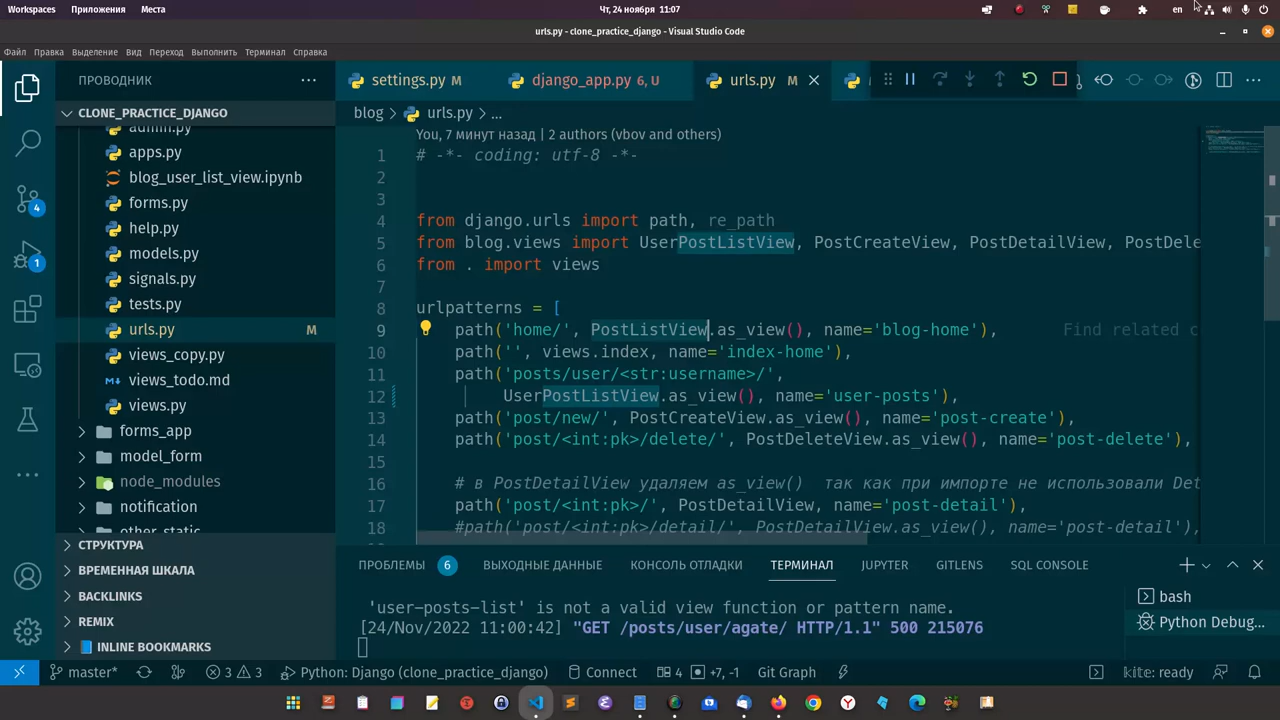 Workspaces Приложения Места Чт, 24 ноября 11:07 en
urls.py - clone_practice_django - Visual Studio Code
Файл Правка Выделение Вид Переход Выполнить Терминал Справка
ПРОВОДНИК ···
settings.py M django_app.py 6, U urls.py M
CLONE_PRACTICE_DJANGO
admin.py
apps.py
blog_user_list_view.ipynb
forms.py
help.py
models.py
signals.py
tests.py
urls.py M
views_copy.py
views_todo.md
views.py
forms_app
model_form
node_modules
notification
other_static
СТРУКТУРА
ВРЕМЕННАЯ ШКАЛА
BACKLINKS
REMIX
INLINE BOOKMARKS
4
1
blog > urls.py > ...
You, 7 минут назад | 2 authors (vbov and others)
1 # -*- coding: utf-8 -*-
2
3
4 from django.urls import path, re_path
5 from blog.views import UserPostListView, PostCreateView, PostDetailView, PostDele
6 from . import views
7
8 urlpatterns = [
9 path('home/', PostListView.as_view(), name='blog-home'), Find related c
10 path('', views.index, name='index-home'),
11 path('posts/user/<str:username>/',
12 UserPostListView.as_view(), name='user-posts'),
13 path('post/new/', PostCreateView.as_view(), name='post-create'),
14 path('post/<int:pk>/delete/', PostDeleteView.as_view(), name='post-delete'),
15
16 # в PostDetailView удаляем as_view() так как при импорте не использовали Det
17 path('post/<int:pk>/', PostDetailView, name='post-detail'),
18 #path('post/<int:pk>/detail/', PostDetailView.as_view(), name='post-detail'),
ПРОБЛЕМЫ 6 ВЫХОДНЫЕ ДАННЫЕ КОНСОЛЬ ОТЛАДКИ ТЕРМИНАЛ JUPYTER GITLENS SQL CONSOLE
'user-posts-list' is not a valid view function or pattern name.
[24/Nov/2022 11:00:42] "GET /posts/user/agate/ HTTP/1.1" 500 215076
bash
Python Debug...
master* 3 3 Python: Django (clone_practice_django) Connect 4 +7, -1 Git Graph kite: ready